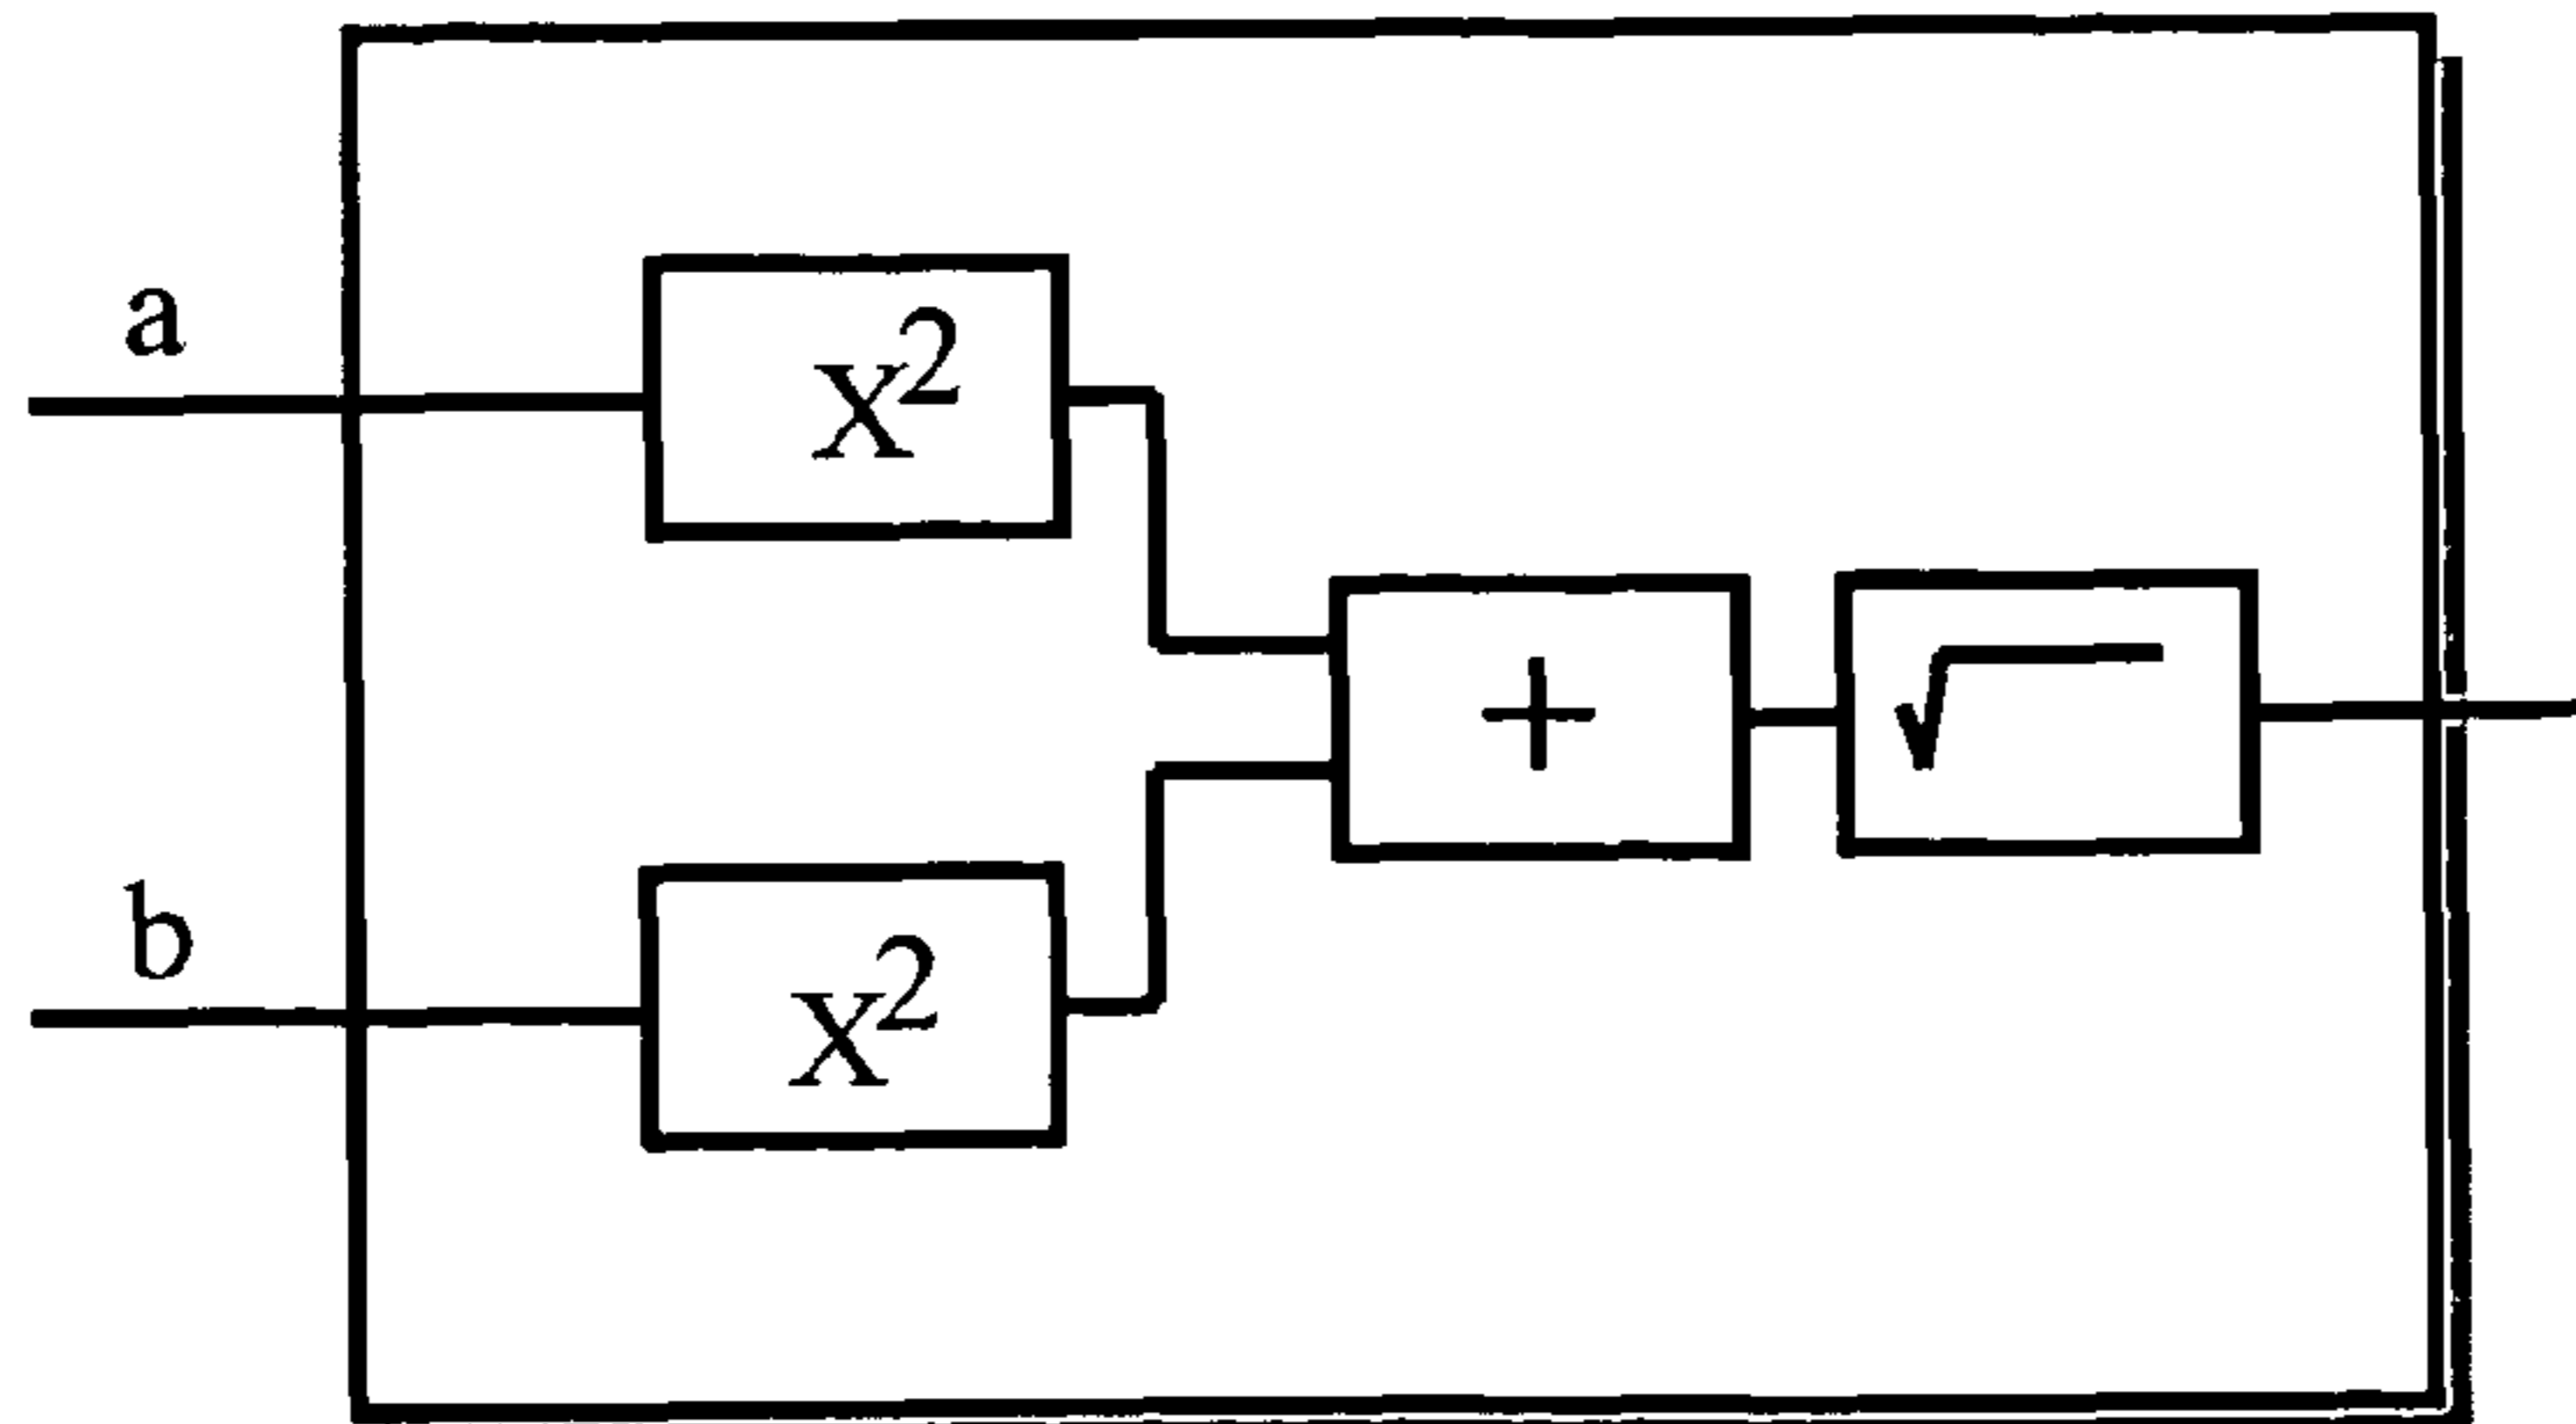 a
x²
+
√
b
x²